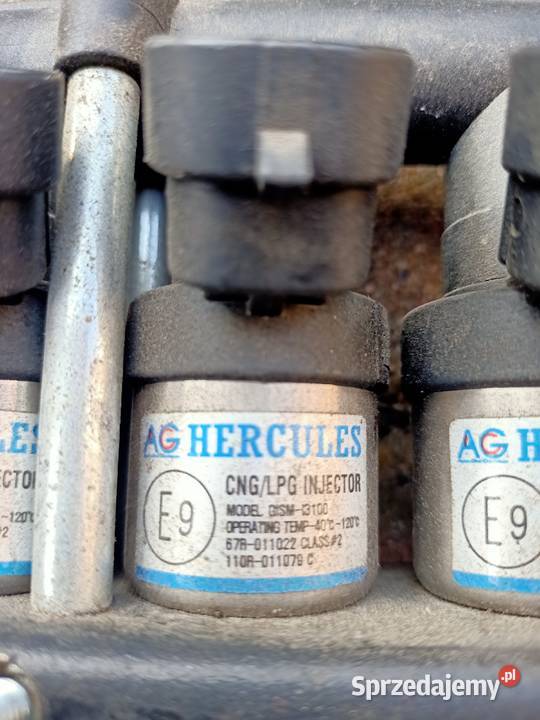 AG HERCULES
CNG/LPG INJECTOR
E9
MODEL GISM-I3100
OPERATING TEMP-40℃~120℃
67R-011022 CLASS#2
110R-011079 C
LES
CTOR
~120℃
#2
AG H
E9
Sprzedajemy.pl